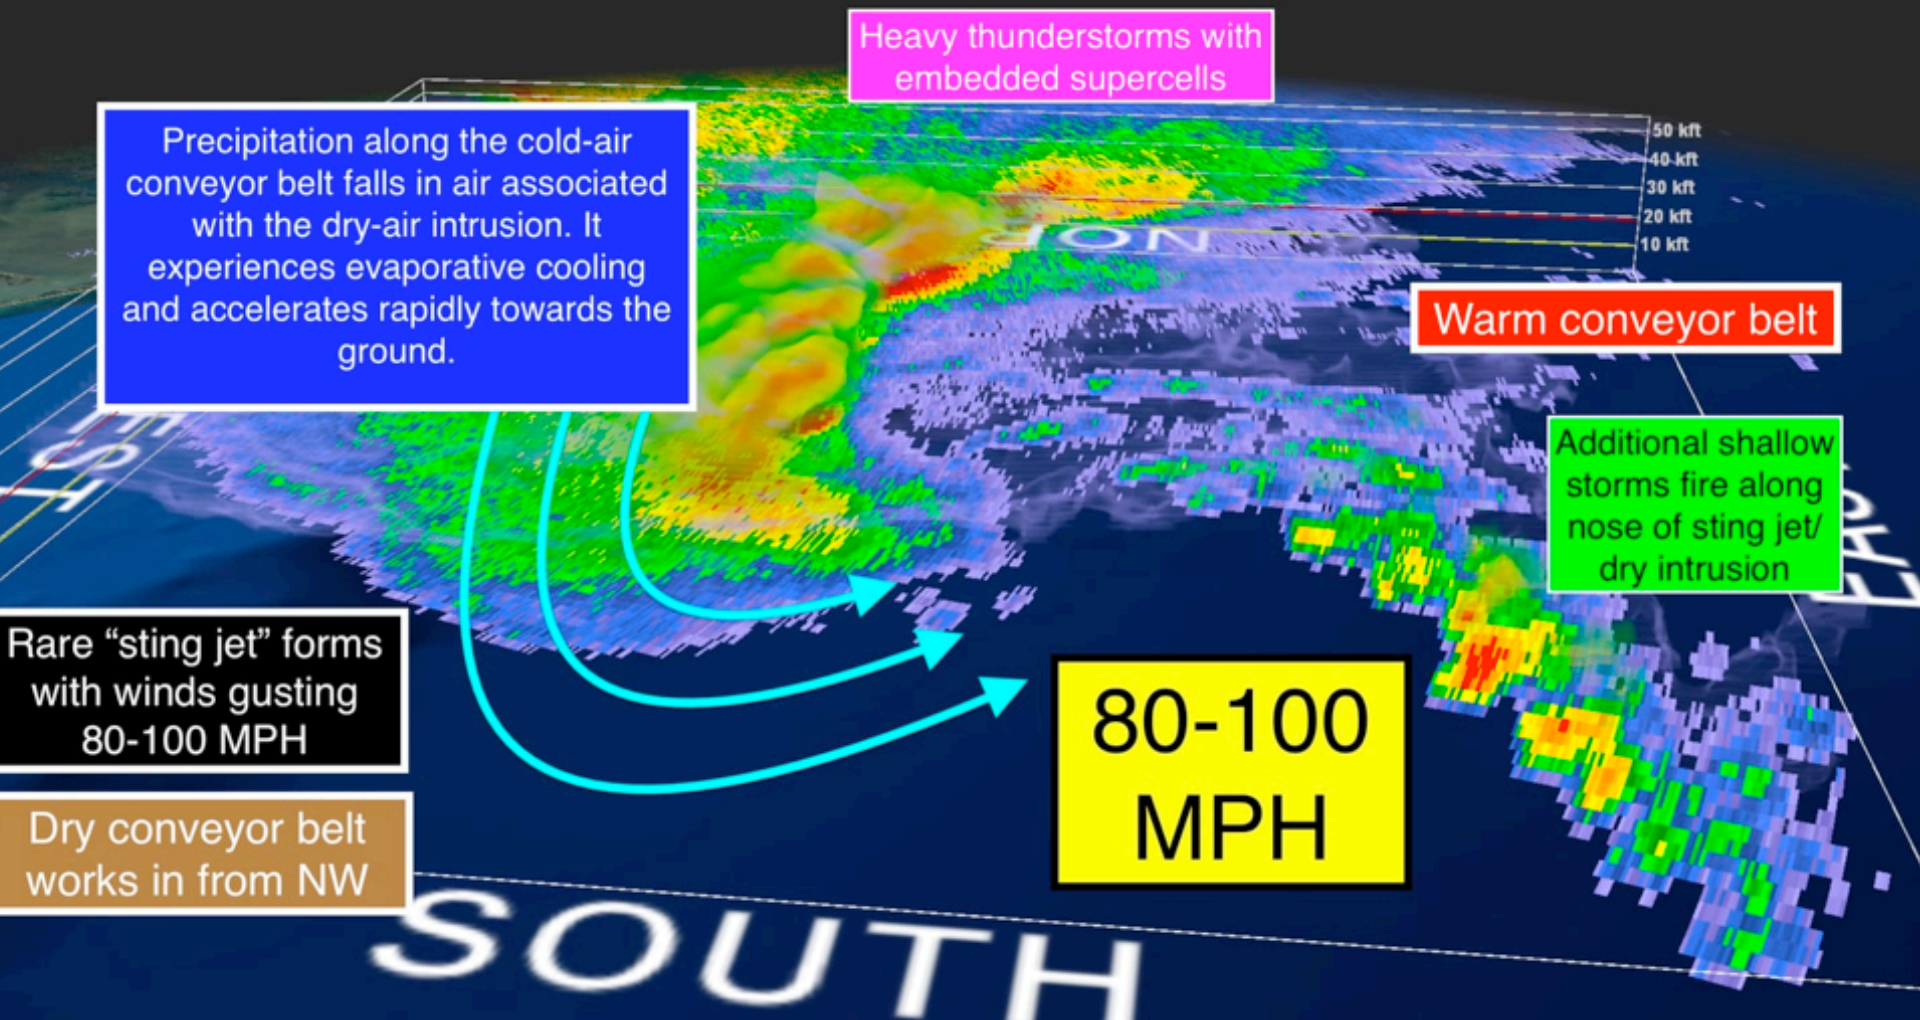 Heavy thunderstorms with
embedded supercells
Precipitation along the cold-air
conveyor belt falls in air associated
with the dry-air intrusion. It
experiences evaporative cooling
and accelerates rapidly towards the
ground.
50 kft
40 kft
30 kft
20 kft
10 kft
NOR
Warm conveyor belt
Additional shallow
storms fire along
nose of sting jet/
dry intrusion
EST
Rare “sting jet” forms
with winds gusting
80-100 MPH
80-100
MPH
Dry conveyor belt
works in from NW
SOUTH